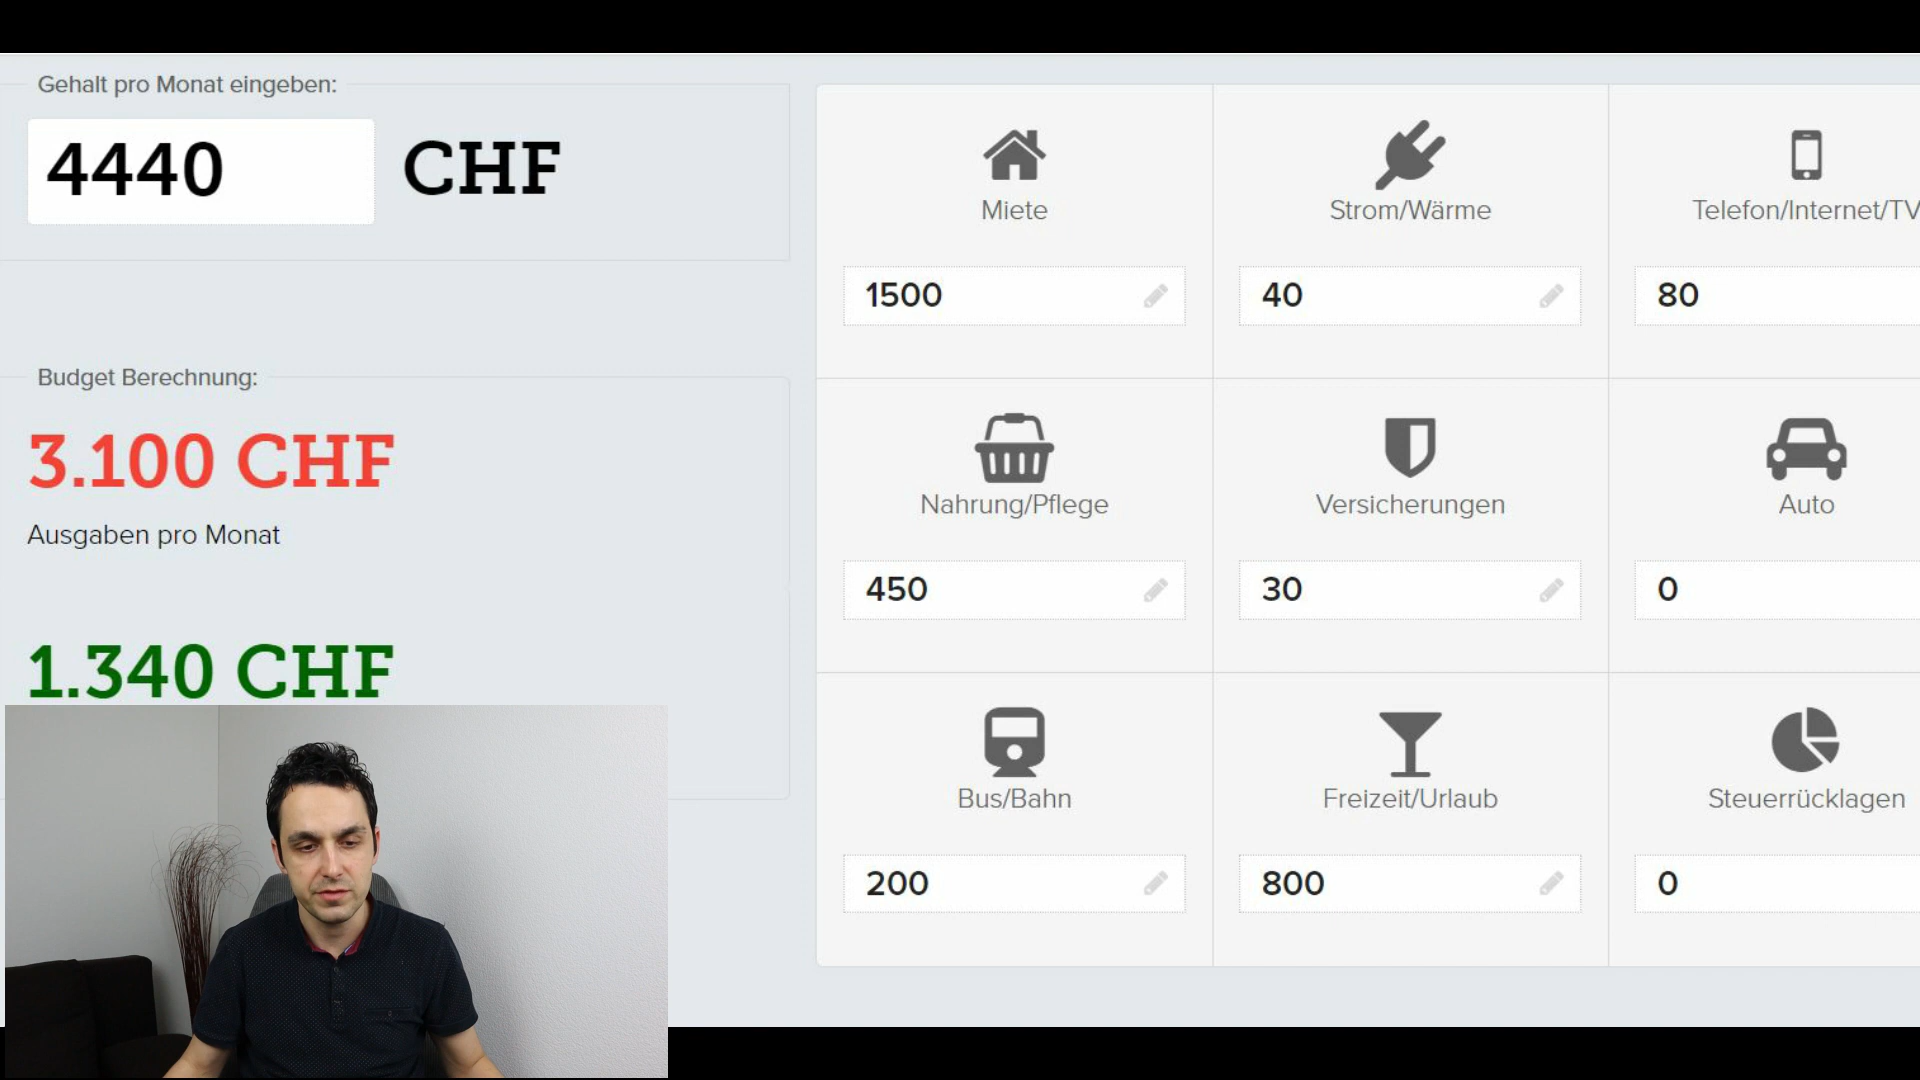 Gehalt pro Monat eingeben:
4440 CHF
Budget Berechnung:
3.100 CHF
Ausgaben pro Monat
1.340 CHF
Miete
1500
Strom/Wärme
40
Telefon/Internet/TV
80
Nahrung/Pflege
450
Versicherungen
30
Auto
0
Bus/Bahn
200
Freizeit/Urlaub
800
Steuerrücklagen
0